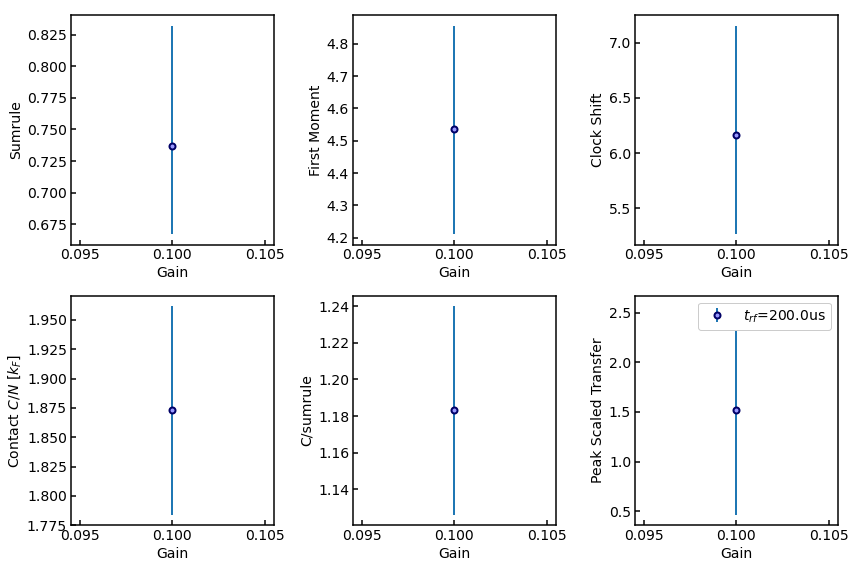 Sumrule
0.825
0.800
0.775
0.750
0.725
0.700
0.675
0.095 0.100 0.105
Gain
First Moment
4.8
4.7
4.6
4.5
4.4
4.3
4.2
0.095 0.100 0.105
Gain
Clock Shift
7.0
6.5
6.0
5.5
0.095 0.100 0.105
Gain
Contact C/N [k_F]
1.950
1.925
1.900
1.875
1.850
1.825
1.800
1.775
0.095 0.100 0.105
Gain
C/sumrule
1.24
1.22
1.20
1.18
1.16
1.14
0.095 0.100 0.105
Gain
Peak Scaled Transfer
2.5
2.0
1.5
1.0
0.5
t_rf=200.0us
0.095 0.100 0.105
Gain